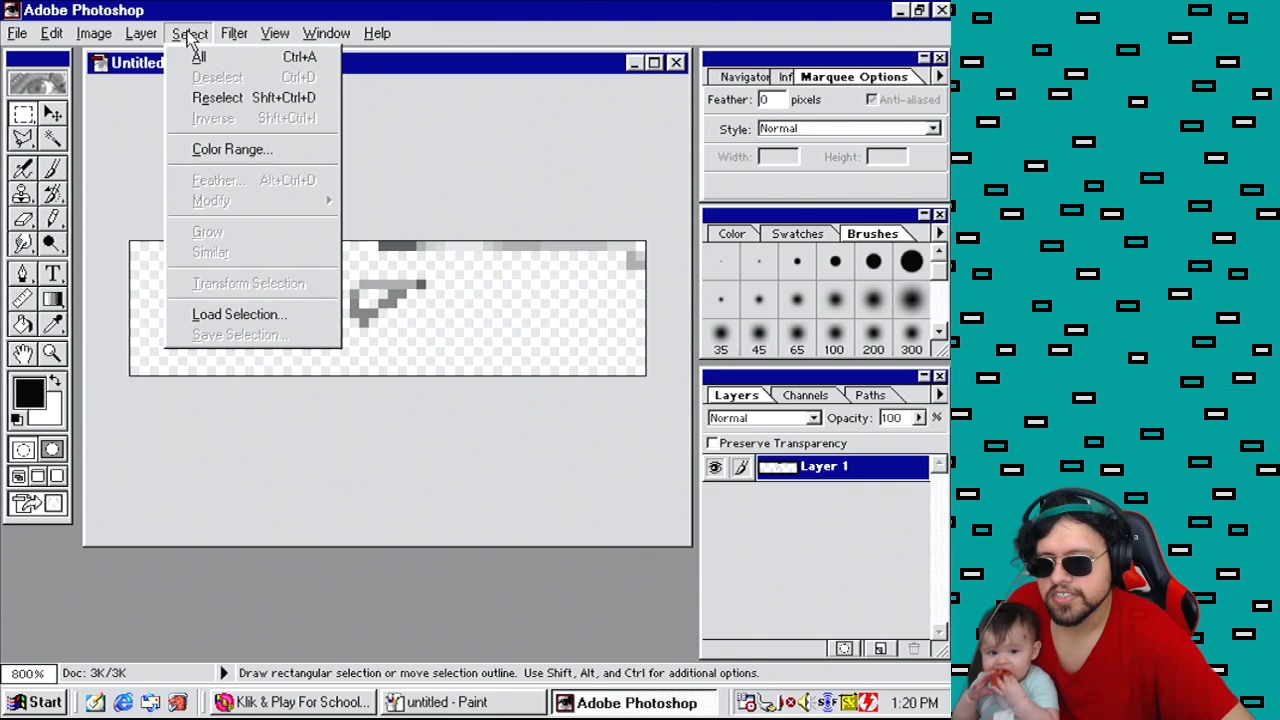 Adobe Photoshop
File Edit Image Layer Select Filter View Window Help
All Ctrl+A
Deselect Ctrl+D
Reselect Shft+Ctrl+D
Inverse Shft+Ctrl+I
Color Range...
Feather... Alt+Ctrl+D
Modify
Grow
Similar
Transform Selection
Load Selection...
Save Selection...
Untitled
Navigator Inf Marquee Options
Feather: 0 pixels Anti-aliased
Style: Normal
Width: Height:
Color Swatches Brushes
35 45 65 100 200 300
Layers Channels Paths
Normal Opacity: 100 %
Preserve Transparency
Layer 1
800% Doc: 3K/3K Draw rectangular selection or move selection outline. Use Shift, Alt, and Ctrl for additional options.
Start Klik & Play For School... untitled - Paint Adobe Photoshop 1:20 PM